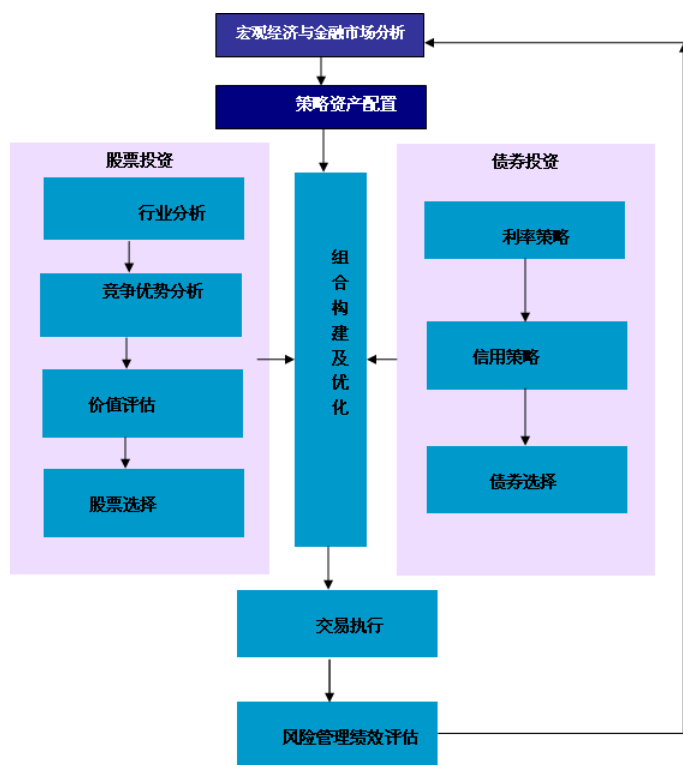 宏观经济与金融市场分析
策略资产配置
股票投资
行业分析
竞争优势分析
价值评估
股票选择
组合构建及优化
债券投资
利率策略
信用策略
债券选择
交易执行
风险管理绩效评估